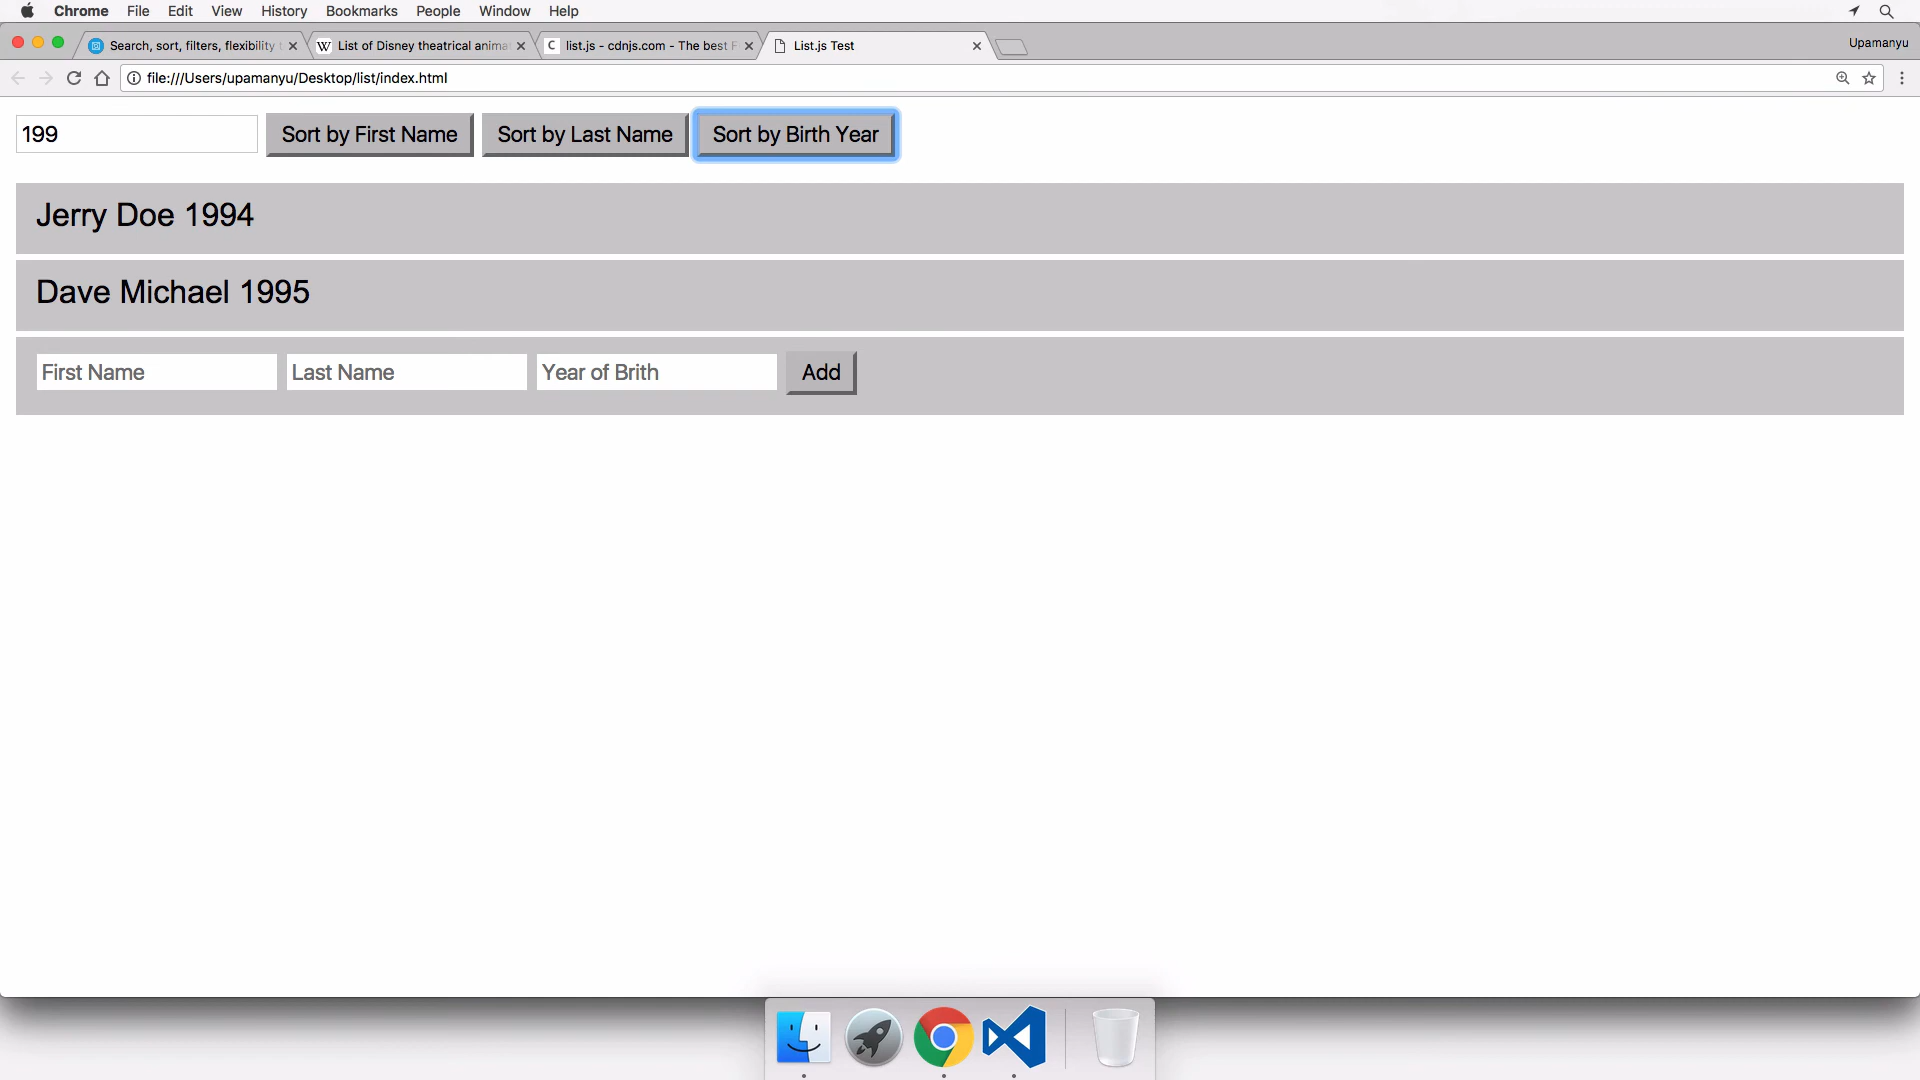 Chrome File Edit View History Bookmarks People Window Help
Search, sort, filters, flexibility
W List of Disney theatrical anima
C list.js - cdnjs.com - The best F
List.js Test
Upamanyu
file:///Users/upamanyu/Desktop/list/index.html
199 Sort by First Name Sort by Last Name Sort by Birth Year
Jerry Doe 1994
Dave Michael 1995
First Name Last Name Year of Brith Add